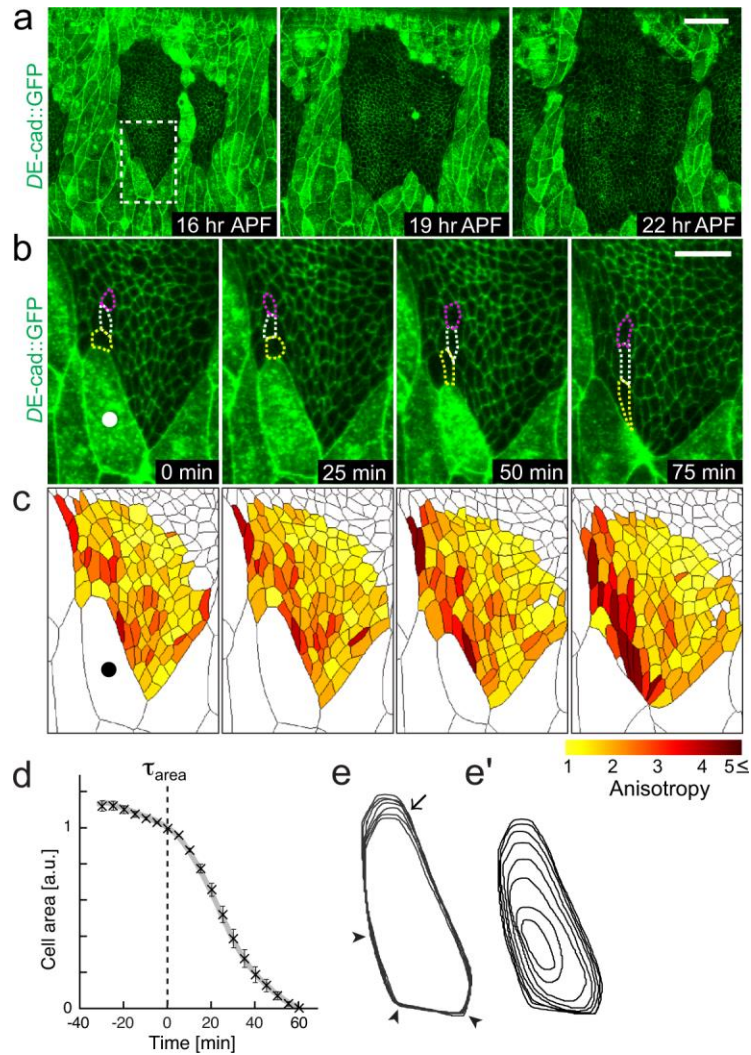 a
DE-cad::GFP
16 hr APF
19 hr APF
22 hr APF
b
DE-cad::GFP
0 min
25 min
50 min
75 min
c
1 2 3 4 5≤
Anisotropy
d
τarea
1
0
Cell area [a.u.]
-40 -20 0 20 40 60
Time [min]
e
e'